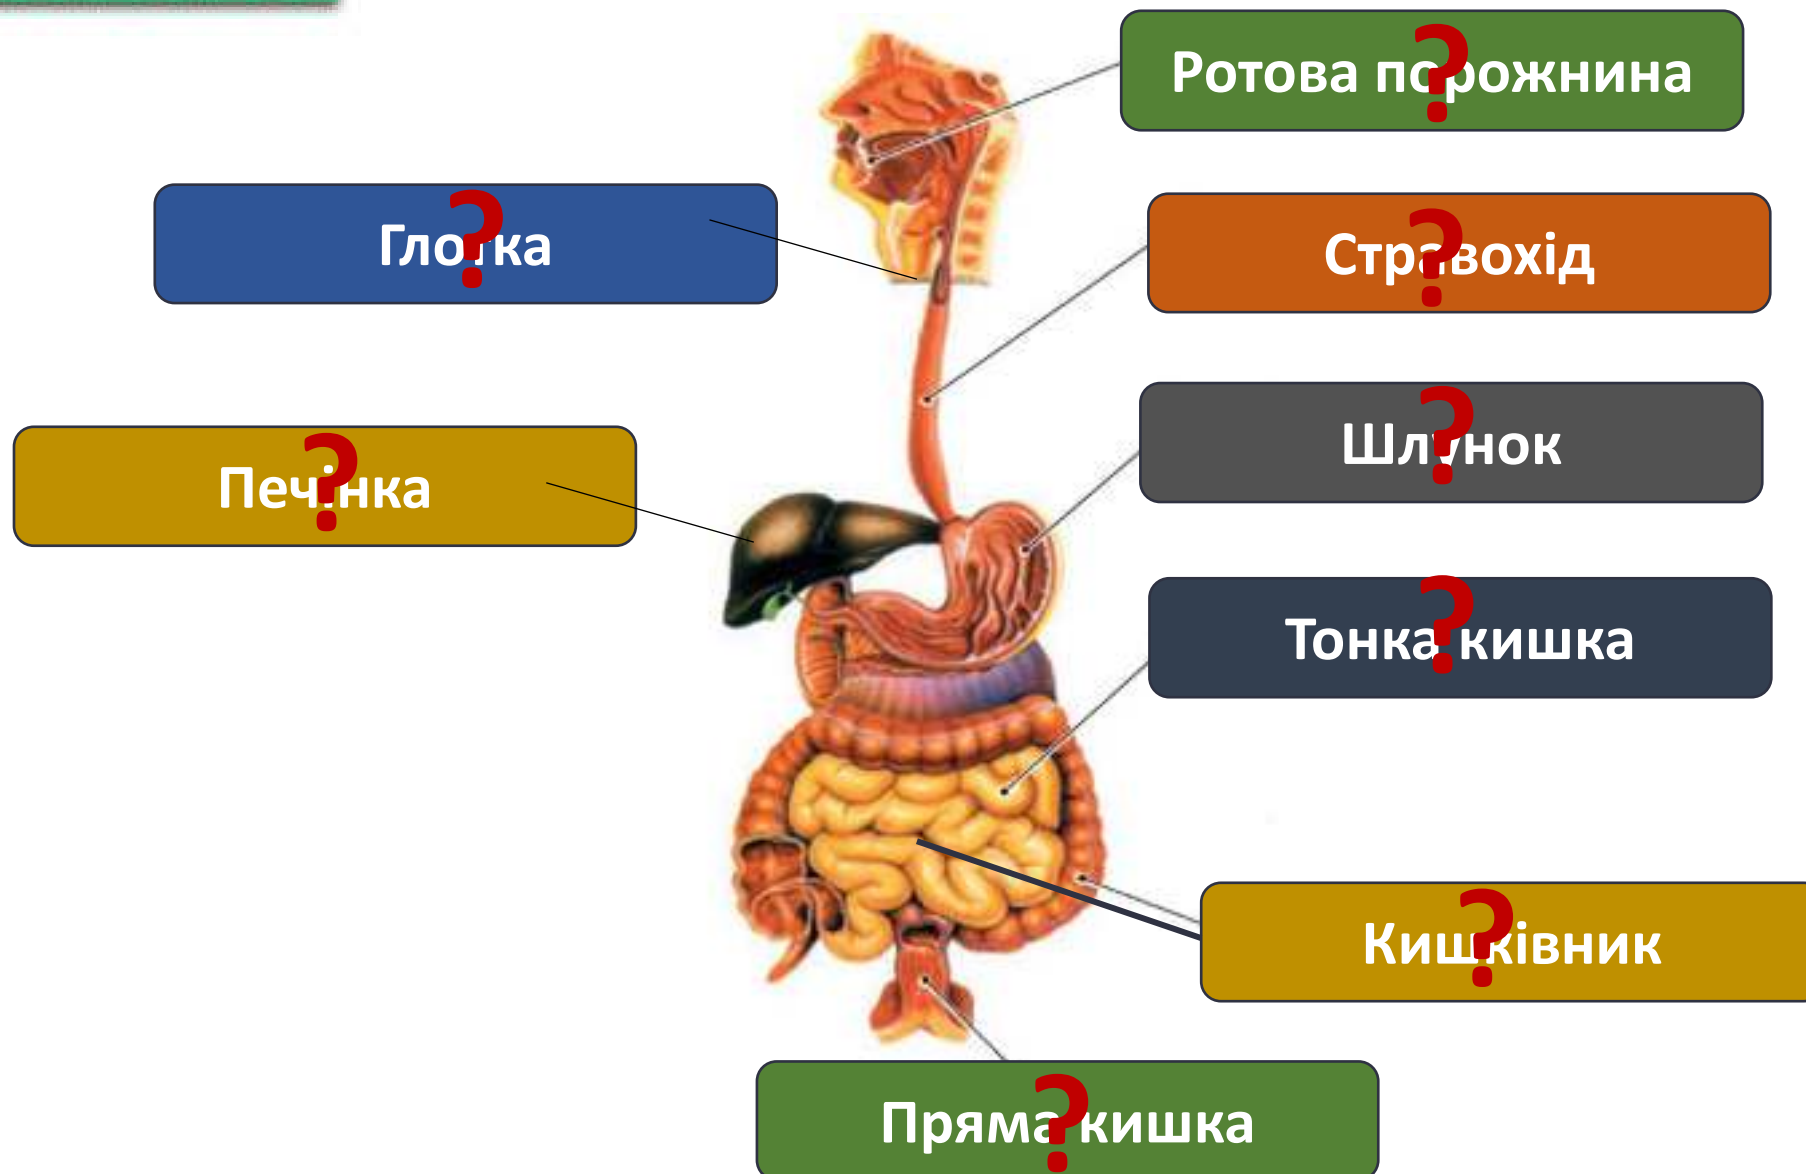 Ротова порожнина
?
Глотка
?
Стравохід
?
Шлунок
?
Печінка
?
Тонка кишка
?
Кишківник
?
Пряма кишка
?